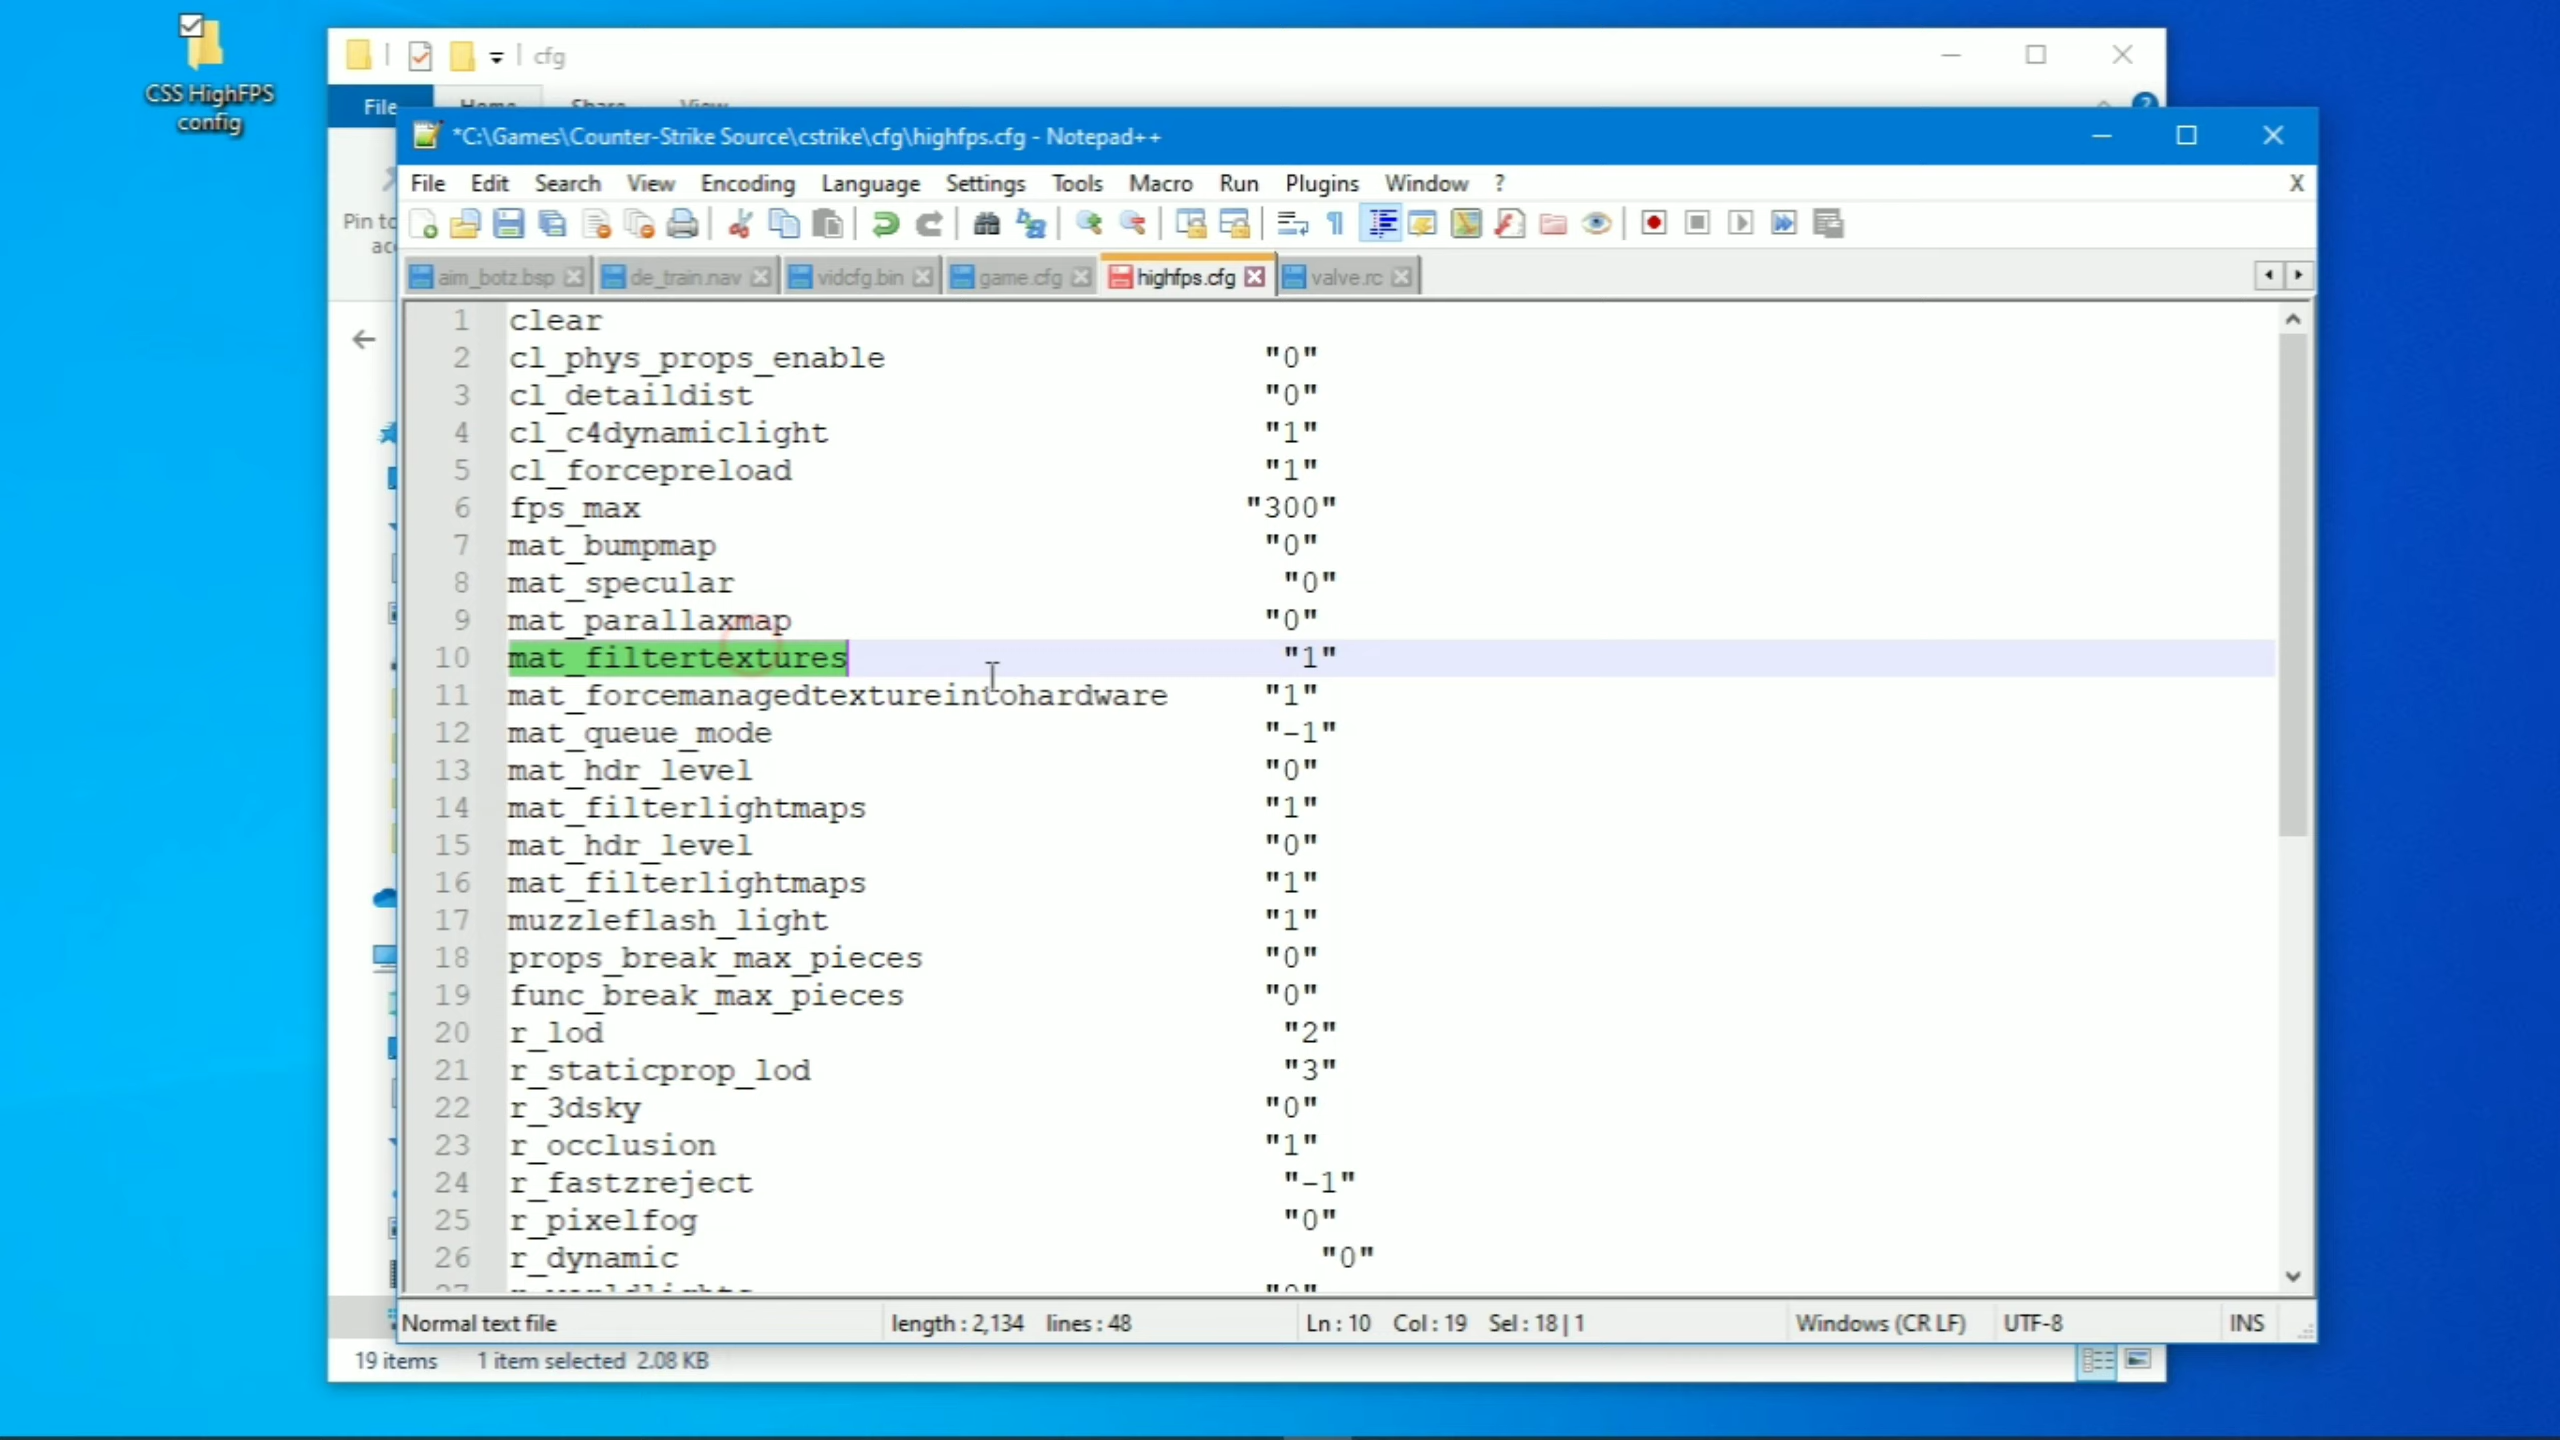 CSS HighFPS
config
cfg
File Home Share View
Pin to
*C:\Games\Counter-Strike Source\cstrike\cfg\highfps.cfg - Notepad++
File Edit Search View Encoding Language Settings Tools Macro Run Plugins Window ? X
aim_botz.bsp de_train.nav vidcfg.bin game.cfg highfps.cfg valve.rc
1 clear
2 cl_phys_props_enable "0"
3 cl_detaildist "0"
4 cl_c4dynamiclight "1"
5 cl_forcepreload "1"
6 fps_max "300"
7 mat_bumpmap "0"
8 mat_specular "0"
9 mat_parallaxmap "0"
10 mat_filtertextures "1"
11 mat_forcemanagedtextureintohardware "1"
12 mat_queue_mode "-1"
13 mat_hdr_level "0"
14 mat_filterlightmaps "1"
15 mat_hdr_level "0"
16 mat_filterlightmaps "1"
17 muzzleflash_light "1"
18 props_break_max_pieces "0"
19 func_break_max_pieces "0"
20 r_lod "2"
21 r_staticprop_lod "3"
22 r_3dsky "0"
23 r_occlusion "1"
24 r_fastzreject "-1"
25 r_pixelfog "0"
26 r_dynamic "0"
Normal text file length : 2,134 lines : 48 Ln : 10 Col : 19 Sel : 18 | 1 Windows (CR LF) UTF-8 INS
19 items 1 item selected 2.08 KB